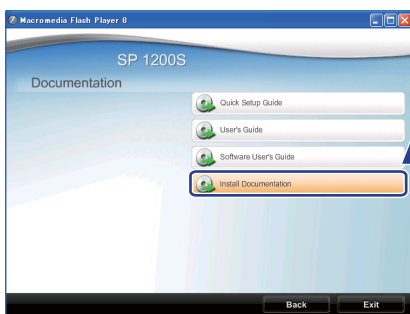 Macromedia Flash Player 8
SP 1200S
Documentation
Quick Setup Guide
User's Guide
Software User's Guide
Install Documentation
Back
Exit